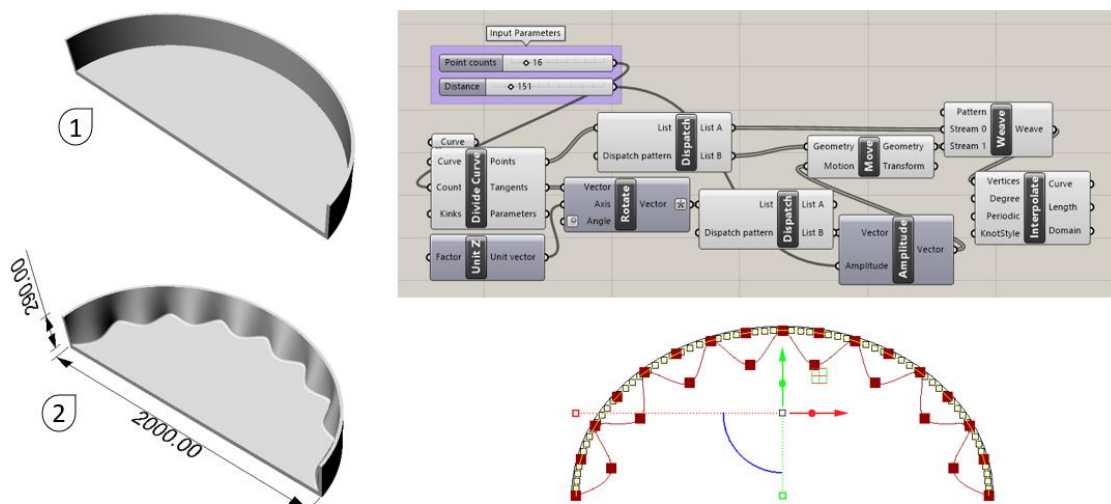 1
2
290.00
2000.00
Input Parameters
Point counts 16
Distance 151
Curve
Curve
Count
Kinks
Divide Curve
Points
Tangents
Parameters
Factor
Unit Z
Unit vector
List
Dispatch pattern
Dispatch
List A
List B
Vector
Axis
Angle
Rotate
Vector
List
Dispatch pattern
Dispatch
List A
List B
Geometry
Motion
Move
Geometry
Transform
Vector
Amplitude
Amplitude
Vector
Pattern
Stream 0
Stream 1
Weave
Weave
Vertices
Degree
Periodic
KnotStyle
Interpolate
Curve
Length
Domain